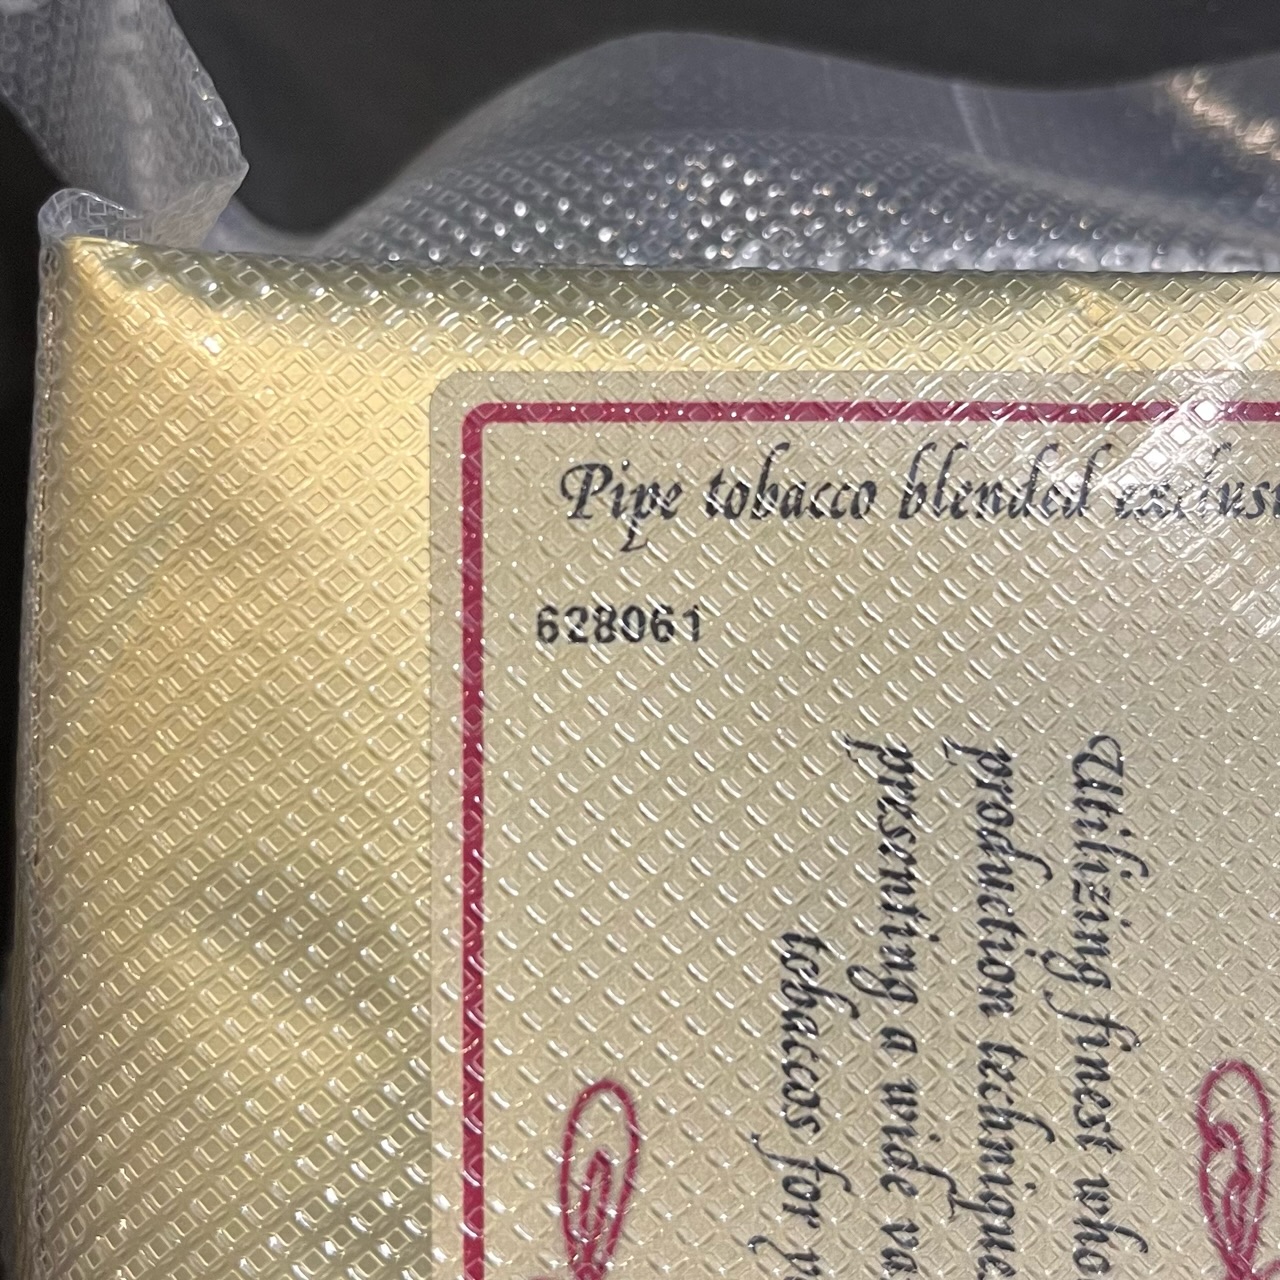 Pipe tobacco blended
628061
Utilizing finest
production
presenting a wide
tobaccos for